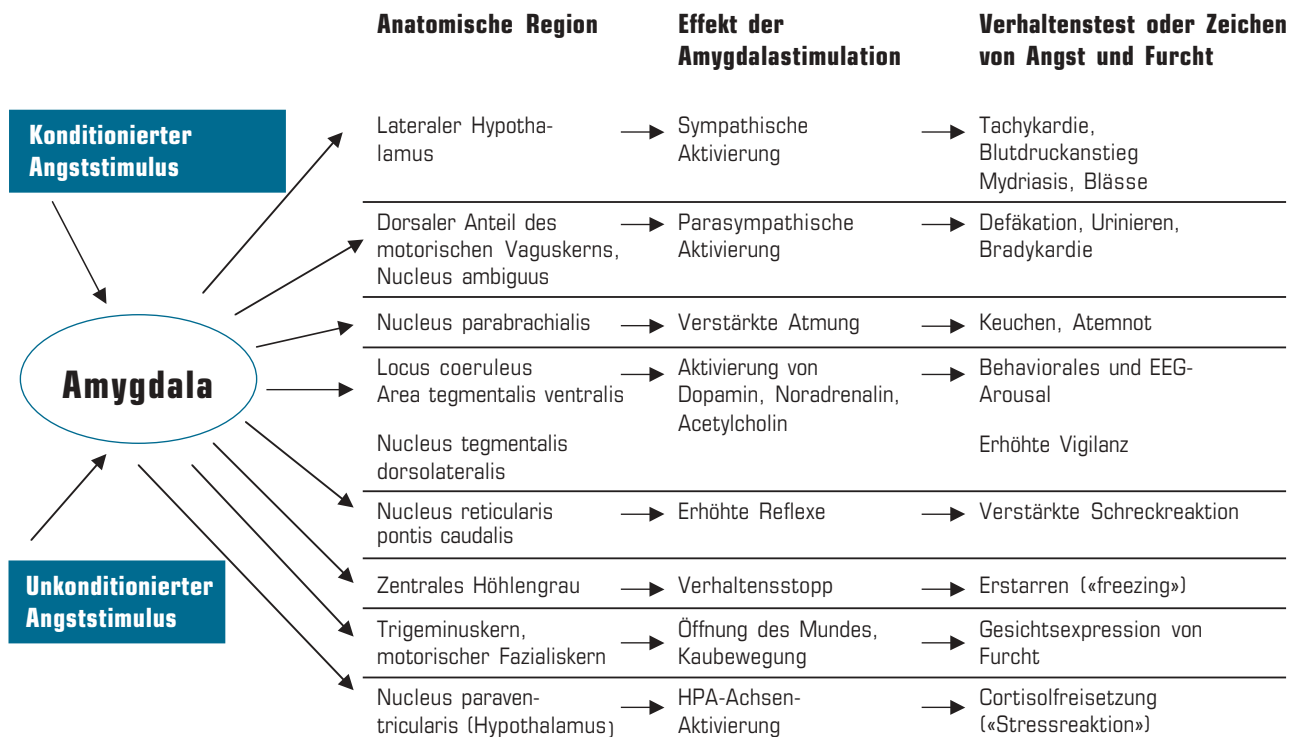 Anatomische Region
Effekt der
Amygdalastimulation
Verhaltenstest oder Zeichen
von Angst und Furcht
Konditionierter
Angststimulus
Amygdala
Unkonditionierter
Angststimulus
Lateraler Hypotha-
lamus
Sympathische
Aktivierung
Tachykardie,
Blutdruckanstieg
Mydriasis, Blässe
Dorsaler Anteil des
motorischen Vaguskerns,
Nucleus ambiguus
Parasympathische
Aktivierung
Defäkation, Urinieren,
Bradykardie
Nucleus parabrachialis
Verstärkte Atmung
Keuchen, Atemnot
Locus coeruleus
Area tegmentalis ventralis
Nucleus tegmentalis
dorsolateralis
Aktivierung von
Dopamin, Noradrenalin,
Acetylcholin
Behaviorales und EEG-
Arousal
Erhöhte Vigilanz
Nucleus reticularis
pontis caudalis
Erhöhte Reflexe
Verstärkte Schreckreaktion
Zentrales Höhlengrau
Verhaltensstopp
Erstarren («freezing»)
Trigeminuskern,
motorischer Fazialiskern
Öffnung des Mundes,
Kaubewegung
Gesichtsexpression von
Furcht
Nucleus paraven-
tricularis (Hypothalamus)
HPA-Achsen-
Aktivierung
Cortisolfreisetzung
(«Stressreaktion»)